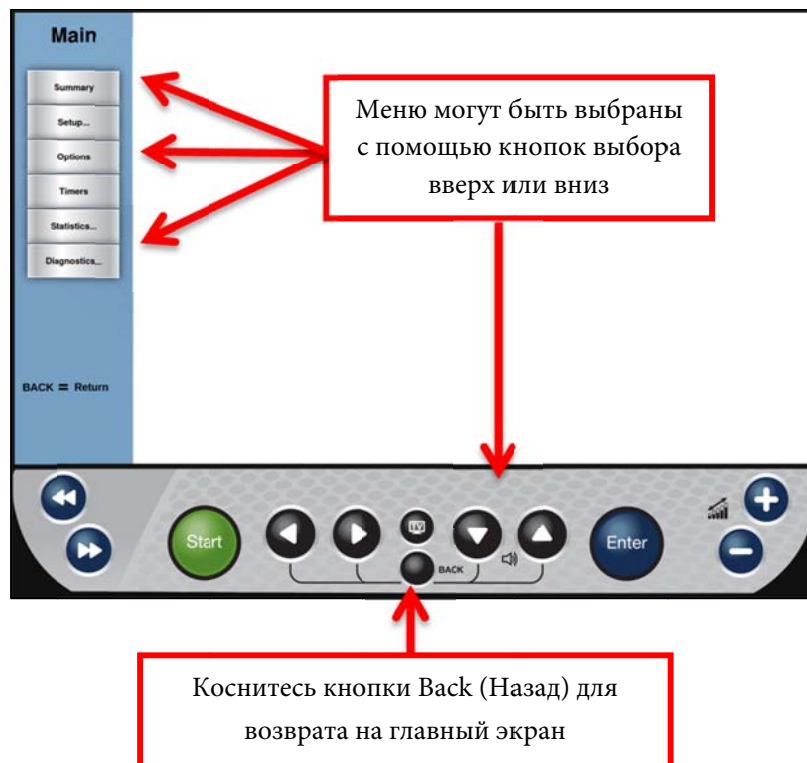 Main
Summary
Setup...
Options
Timers
Statistics...
Diagnostics...
BACK = Return
Меню могут быть выбраны
с помощью кнопок выбора
вверх или вниз
Start
TV
BACK
Enter
Коснитесь кнопки Back (Назад) для
возврата на главный экран